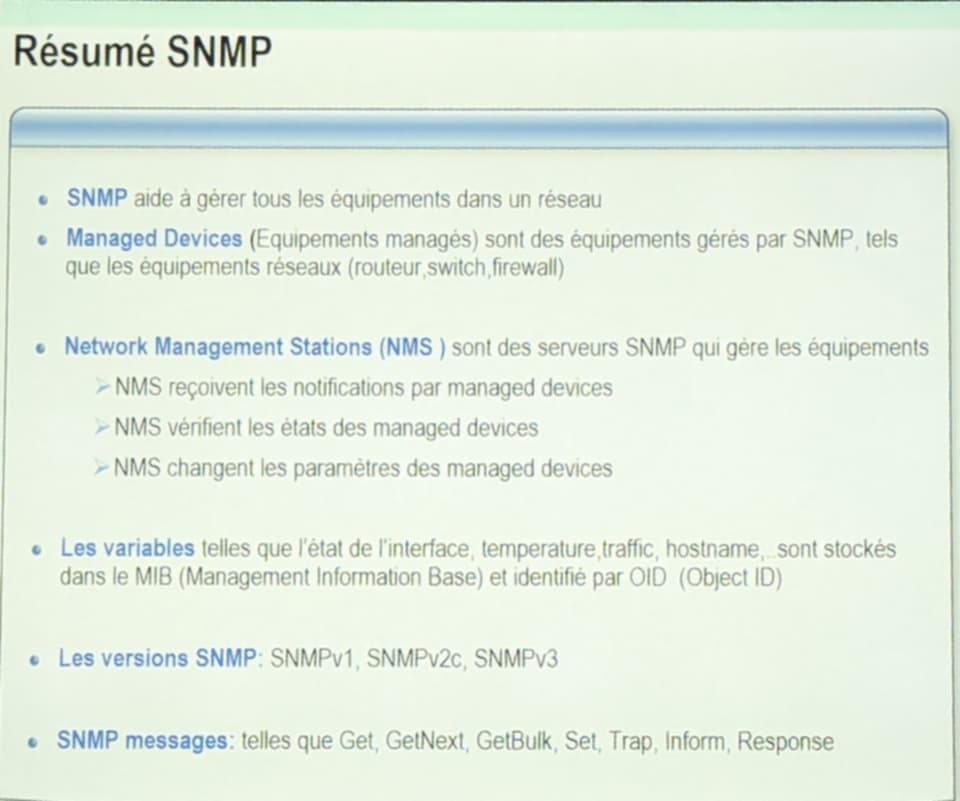 Résumé SNMP
SNMP aide à gérer tous les équipements dans un réseau
Managed Devices (Equipements managés) sont des équipements gérés par SNMP, tels
que les équipements réseaux (routeur,switch,firewall)
Network Management Stations (NMS ) sont des serveurs SNMP qui gère les équipements
NMS reçoivent les notifications par managed devices
NMS vérifient les états des managed devices
NMS changent les paramètres des managed devices
Les variables telles que l'état de l'interface, temperature,traffic, hostname,..sont stockés
dans le MIB (Management Information Base) et identifié par OID (Object ID)
Les versions SNMP: SNMPv1, SNMPv2c, SNMPv3
SNMP messages: telles que Get, GetNext, GetBulk, Set, Trap, Inform, Response